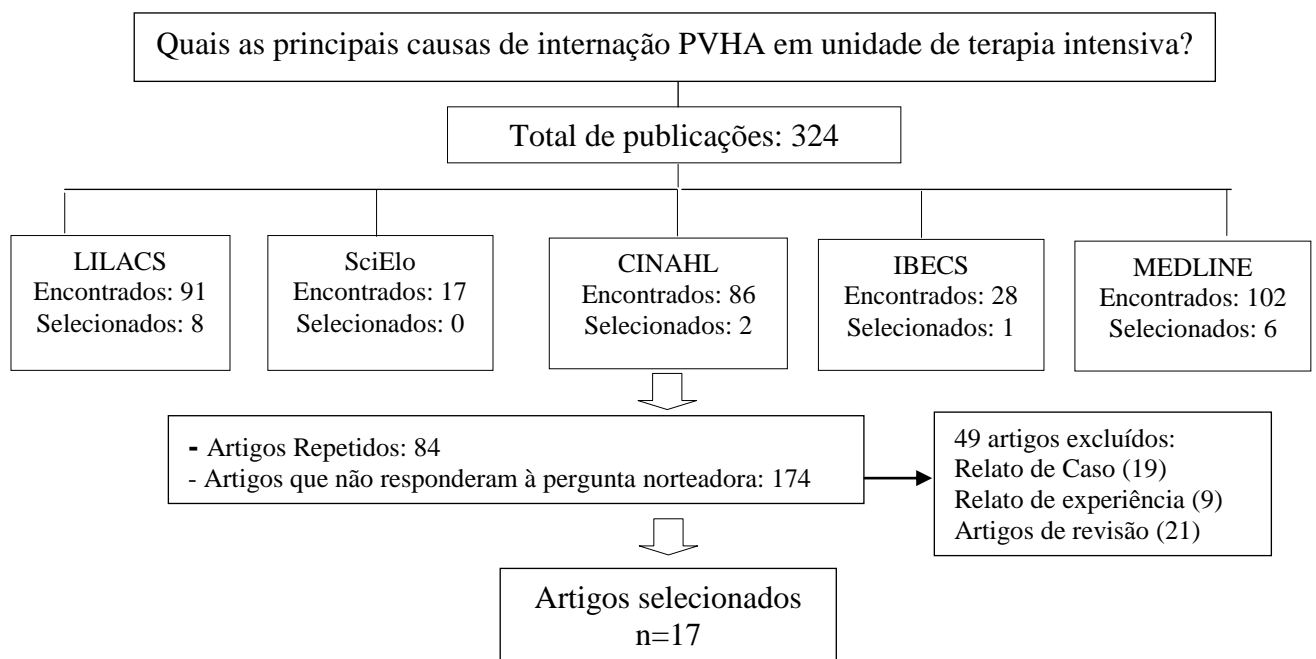 Quais as principais causas de internação PVHA em unidade de terapia intensiva?
Total de publicações: 324
LILACS
Encontrados: 91
Selecionados: 8
SciElo
Encontrados: 17
Selecionados: 0
CINAHL
Encontrados: 86
Selecionados: 2
IBECS
Encontrados: 28
Selecionados: 1
MEDLINE
Encontrados: 102
Selecionados: 6
- Artigos Repetidos: 84
- Artigos que não responderam à pergunta norteadora: 174
49 artigos excluídos:
Relato de Caso (19)
Relato de experiência (9)
Artigos de revisão (21)
Artigos selecionados
n=17